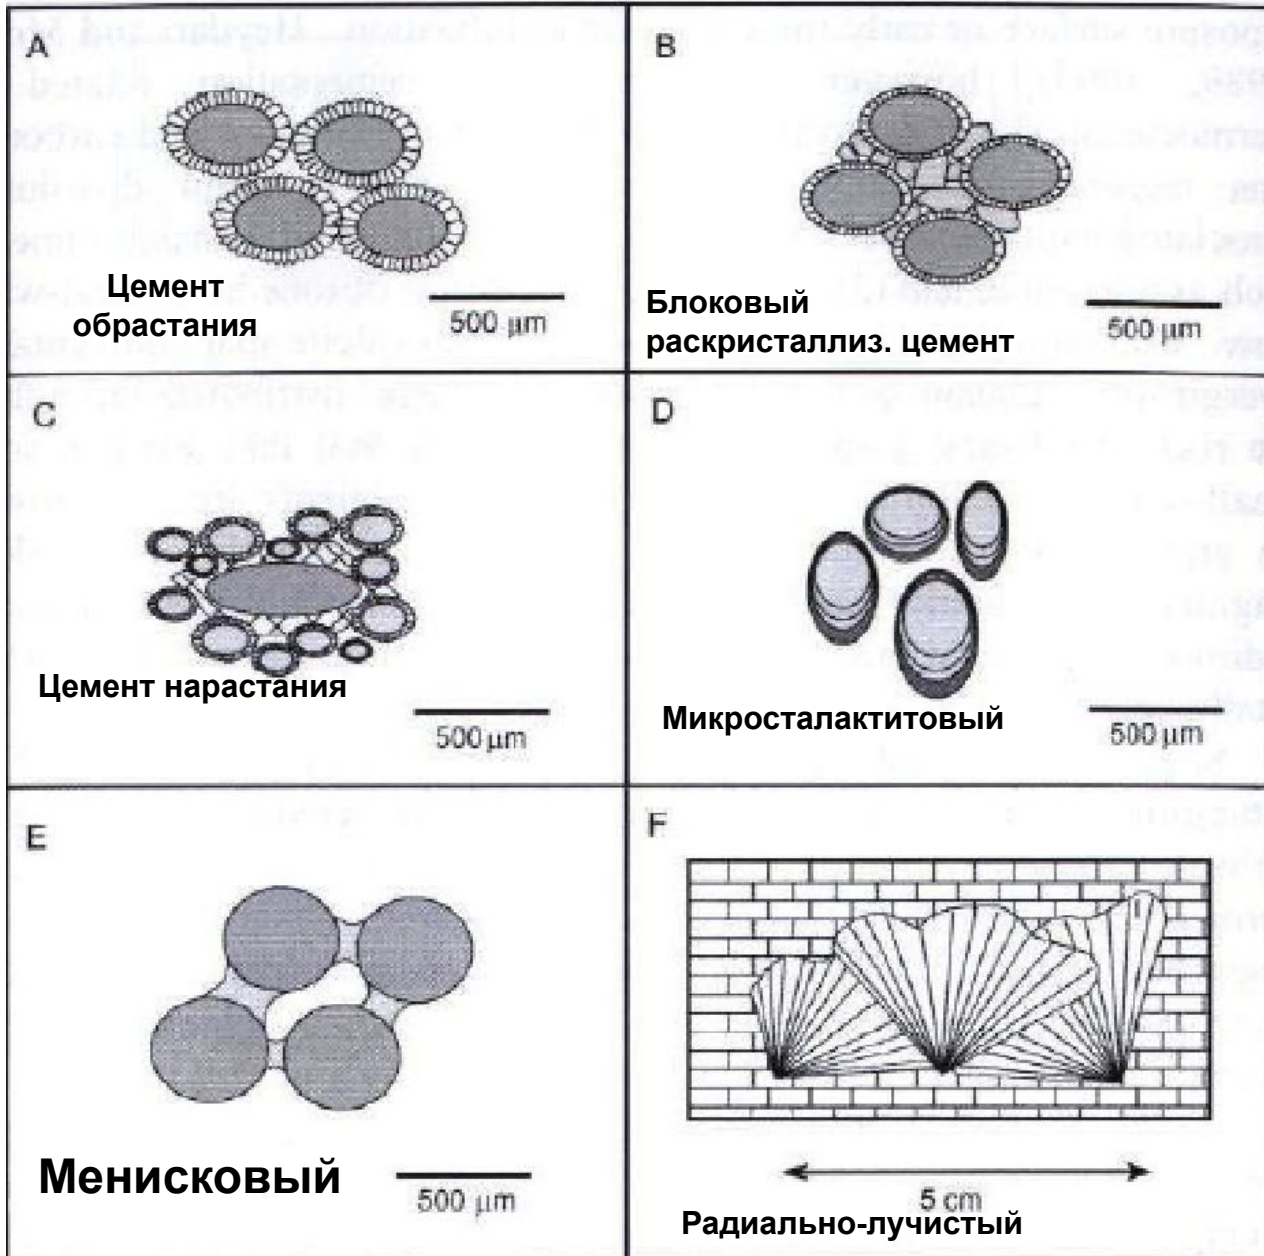 A
Цемент
обрастания
500 µm
B
Блоковый
раскристаллиз. цемент
500 µm
C
Цемент нарастания
500 µm
D
Микросталактитовый
500 µm
E
Менисковый
500 µm
F
5 cm
Радиально-лучистый